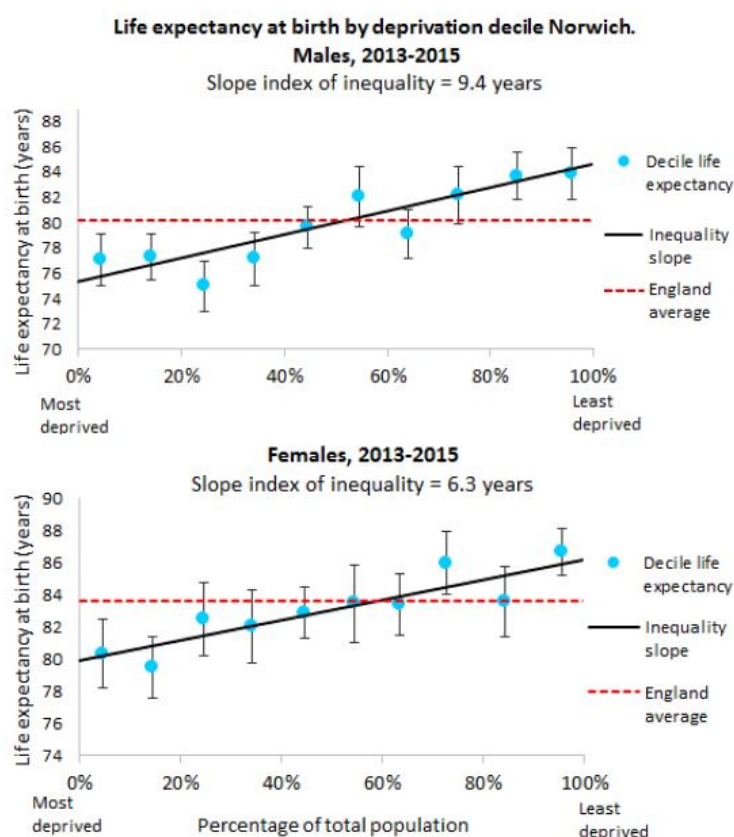 Life expectancy at birth by deprivation decile Norwich.
Males, 2013-2015
Slope index of inequality = 9.4 years
Life expectancy at birth (years)
88
86
84
82
80
78
76
74
72
70
0%
20%
40%
60%
80%
100%
Most
deprived
Least
deprived
Decile life
expectancy
Inequality
slope
England
average
Females, 2013-2015
Slope index of inequality = 6.3 years
Life expectancy at birth (years)
90
88
86
84
82
80
78
76
74
0%
20%
40%
60%
80%
100%
Most
deprived
Percentage of total population
Least
deprived
Decile life
expectancy
Inequality
slope
England
average